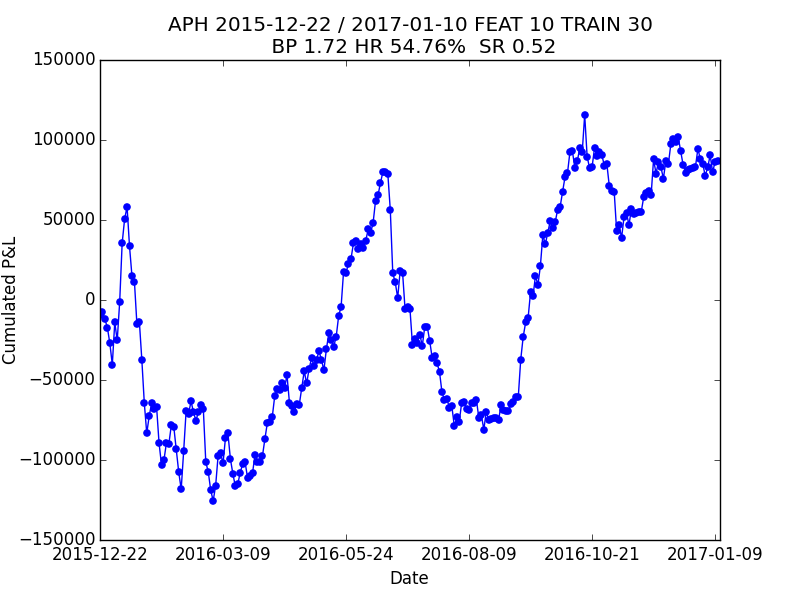 APH 2015-12-22 / 2017-01-10 FEAT 10 TRAIN 30
BP 1.72 HR 54.76% SR 0.52
150000
100000
50000
0
−50000
−100000
−150000
Cumulated P&L
2015-12-22 2016-03-09 2016-05-24 2016-08-09 2016-10-21 2017-01-09
Date